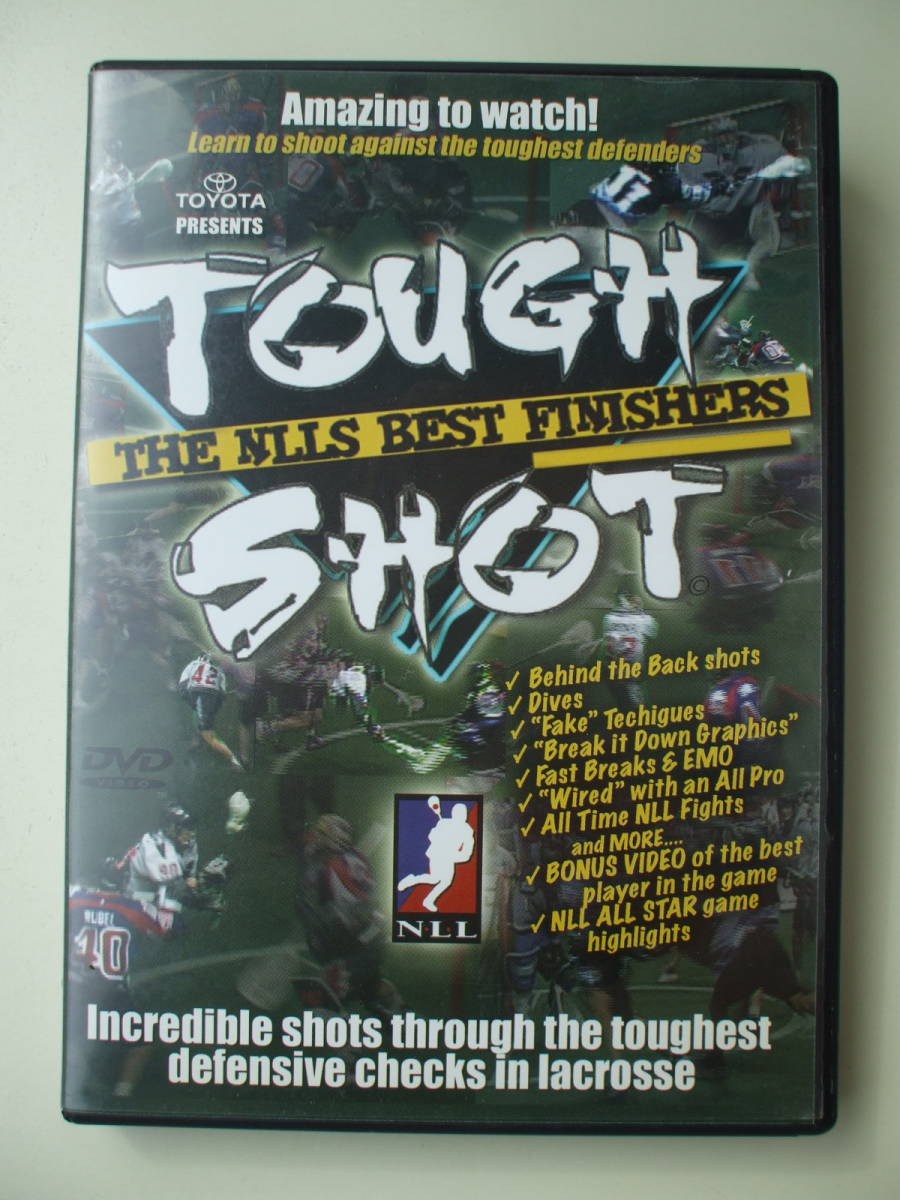 Amazing to watch!
Learn to shoot against the toughest defenders
TOYOTA
PRESENTS
TOUGH
THE NLLS BEST FINISHERS
SHOT
©
✓ Behind the Back shots
✓ Dives
✓ "Fake" Techigues
✓ "Break it Down Graphics"
✓ Fast Breaks & EMO
✓ "Wired" with an All Pro
✓ All Time NLL Fights
and MORE....
✓ BONUS VIDEO of the best
player in the game
✓ NLL ALL STAR game
highlights
42
DVD
VIDEO
N·L·L
40
Incredible shots through the toughest
defensive checks in lacrosse